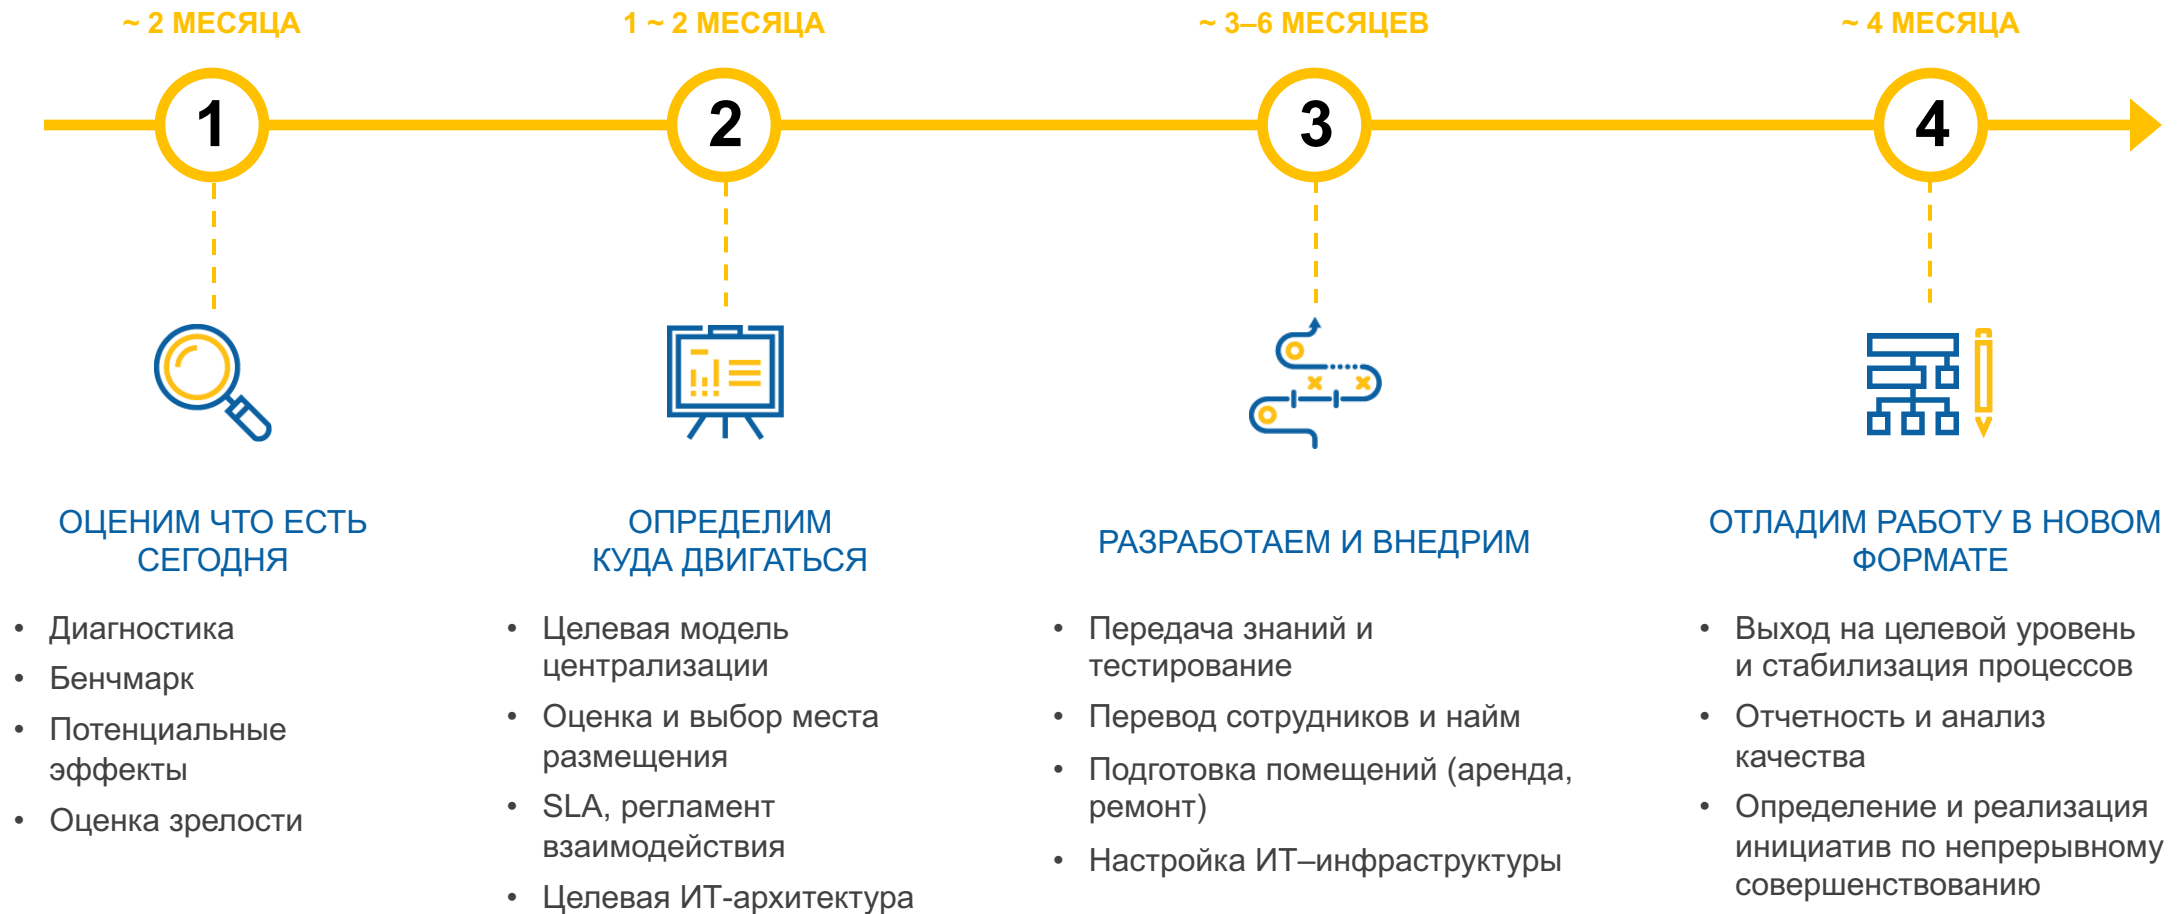 ~ 2 МЕСЯЦА
1 ~ 2 МЕСЯЦА
~ 3–6 МЕСЯЦЕВ
~ 4 МЕСЯЦА
1
2
3
4
ОЦЕНИМ ЧТО ЕСТЬ
СЕГОДНЯ
• Диагностика
• Бенчмарк
• Потенциальные
эффекты
• Оценка зрелости
ОПРЕДЕЛИМ
КУДА ДВИГАТЬСЯ
• Целевая модель
централизации
• Оценка и выбор места
размещения
• SLA, регламент
взаимодействия
• Целевая ИТ-архитектура
РАЗРАБОТАЕМ И ВНЕДРИМ
• Передача знаний и
тестирование
• Перевод сотрудников и найм
• Подготовка помещений (аренда,
ремонт)
• Настройка ИТ–инфраструктуры
ОТЛАДИМ РАБОТУ В НОВОМ
ФОРМАТЕ
• Выход на целевой уровень
и стабилизация процессов
• Отчетность и анализ
качества
• Определение и реализация
инициатив по непрерывному
совершенствованию